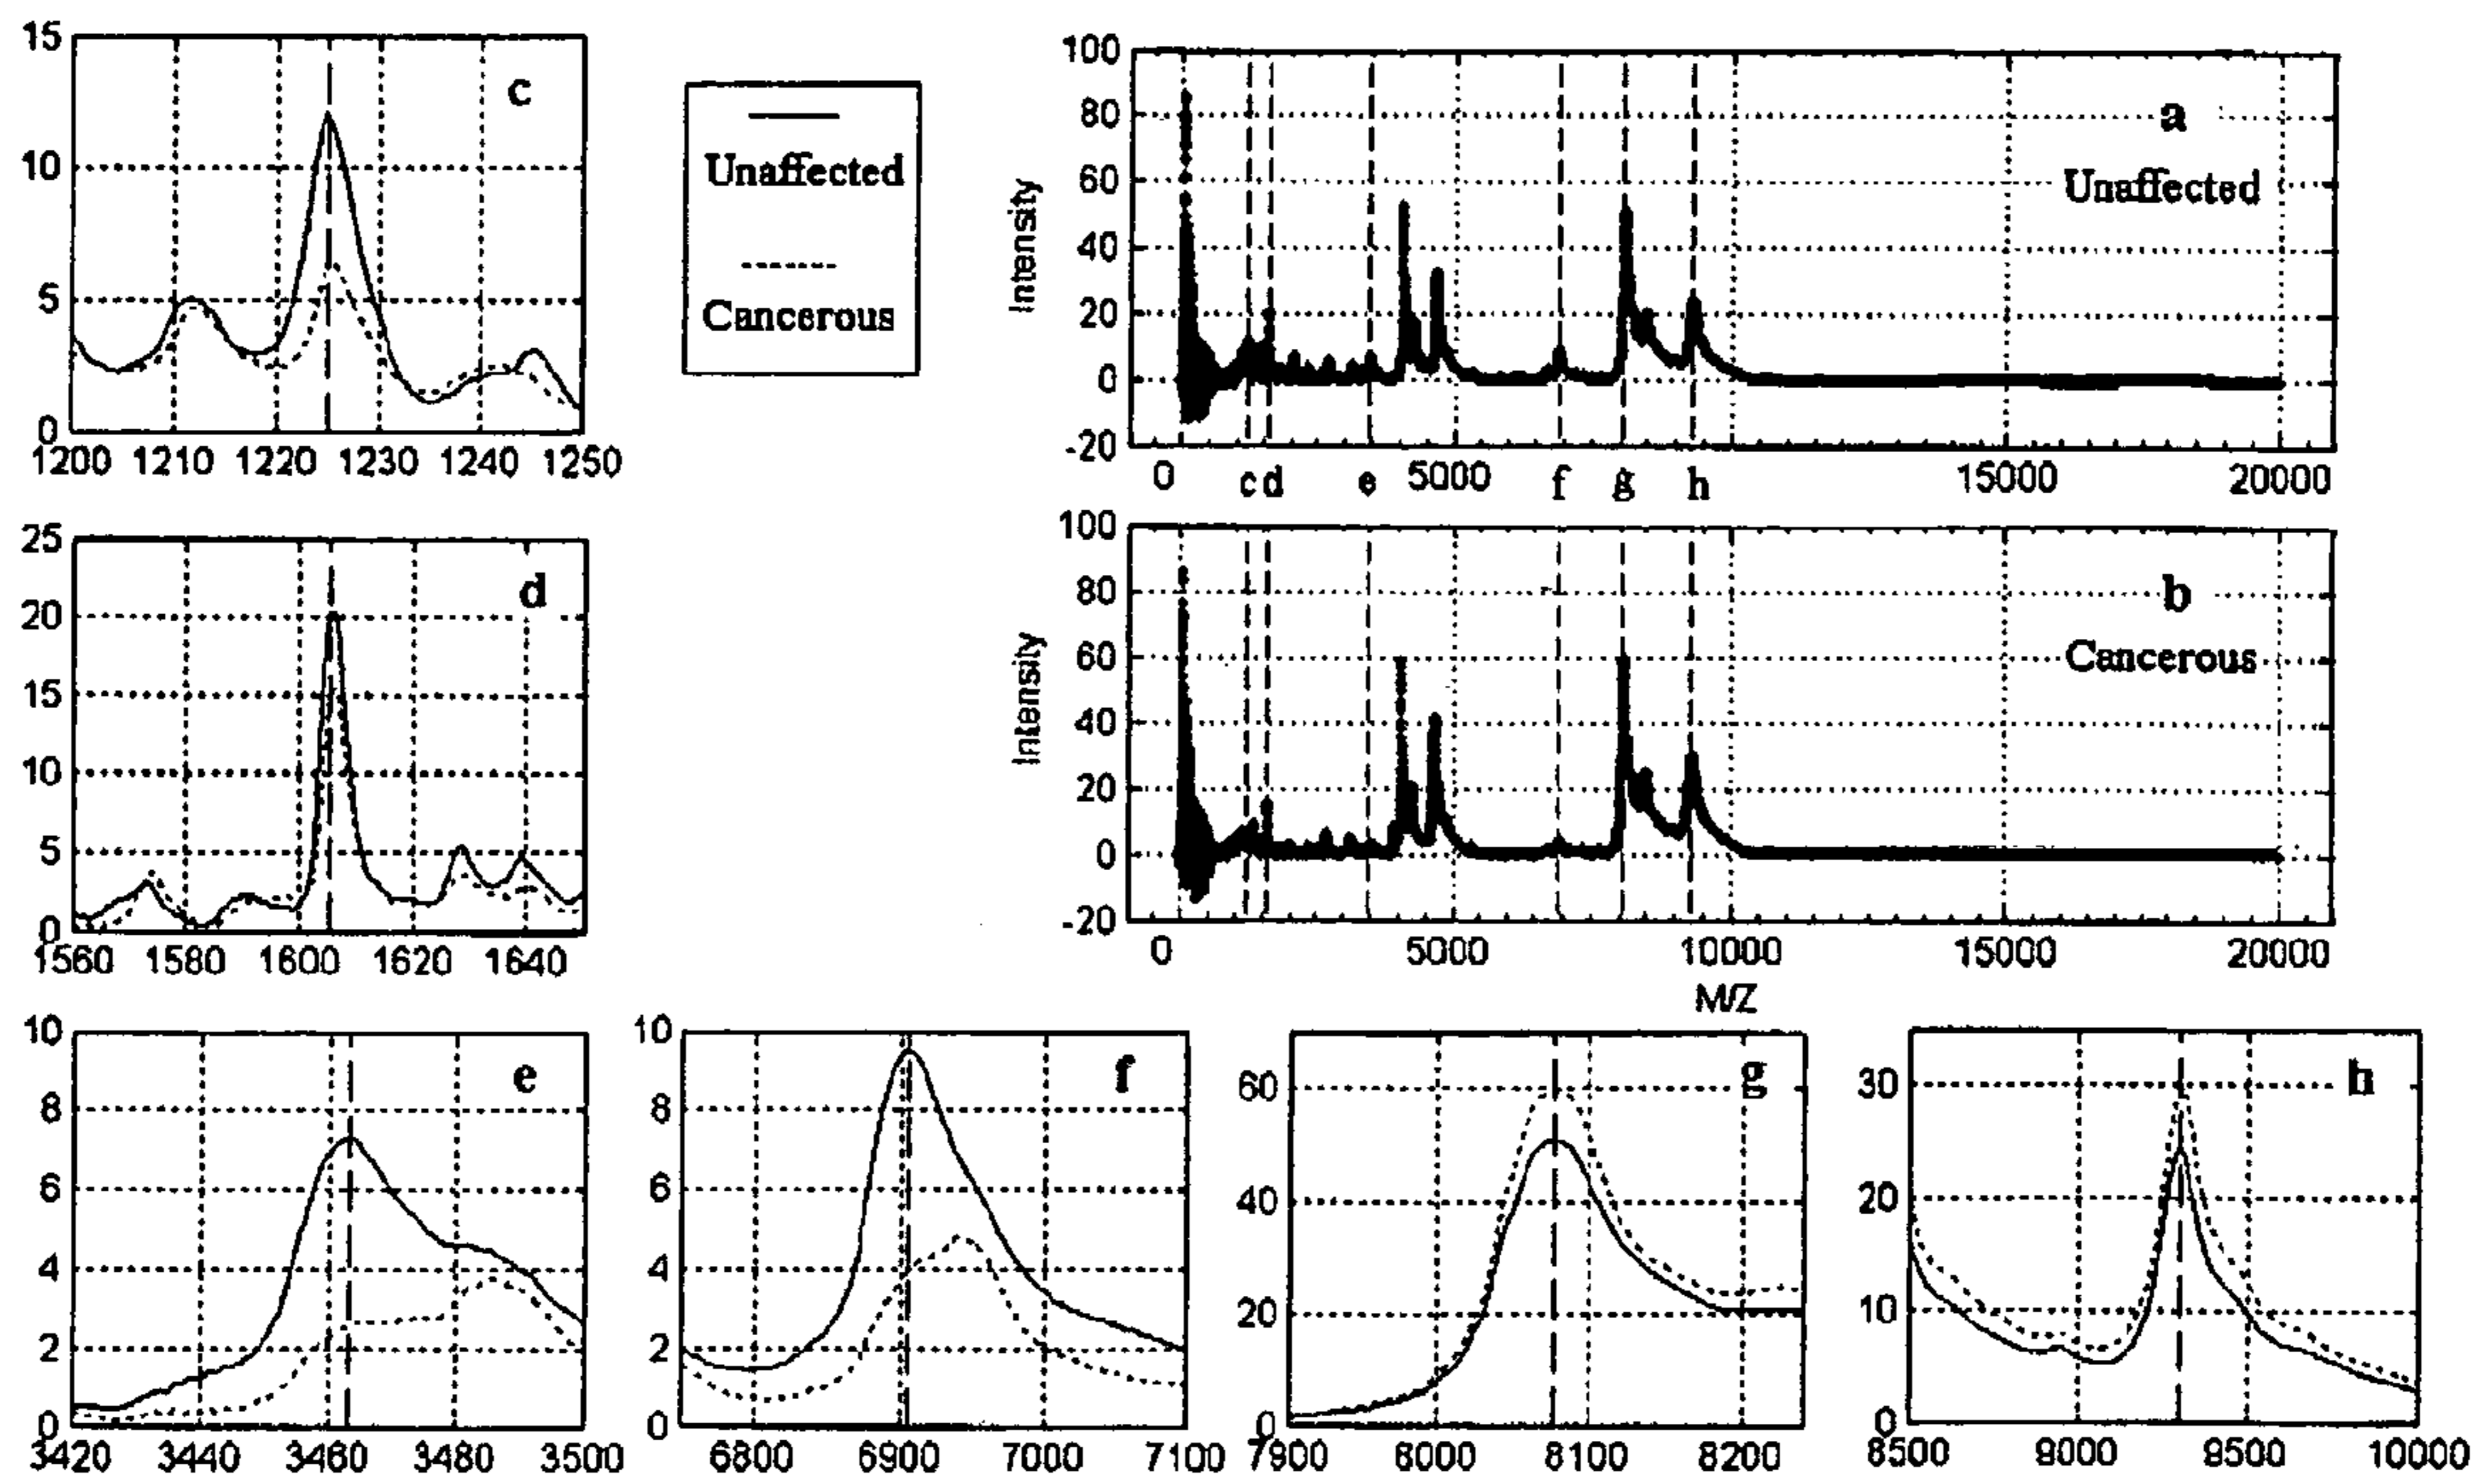 15
10
5
0
c
1200 1210 1220 1230 1240 1250
Unaffected
Cancerous
100
80
60
40
20
0
-20
Intensity
a
Unaffected
0 c d e 5000 f g h 15000 20000
25
20
15
10
5
0
d
1560 1580 1600 1620 1640
100
80
60
40
20
0
-20
Intensity
b
Cancerous
0 5000 10000 15000 20000
M/Z
10
8
6
4
2
0
e
3420 3440 3460 3480 3500
10
8
6
4
2
0
f
6800 6900 7000 7100
60
40
20
0
g
7900 8000 8100 8200
30
20
10
0
h
8500 9000 9500 10000